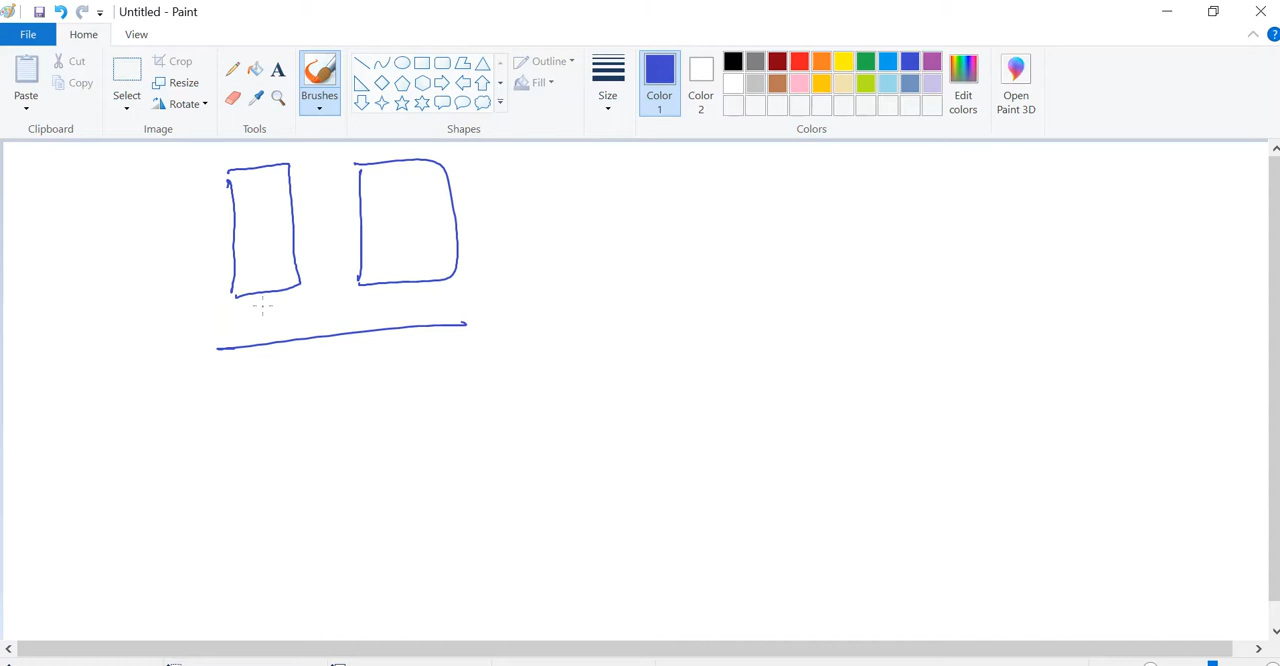 Untitled - Paint
File Home View
Paste
Cut
Copy
Clipboard
Select
Crop
Resize
Rotate
Image
Tools
Brushes
Outline
Fill
Shapes
Size
Color 1
Color 2
Edit colors
Colors
Open Paint 3D